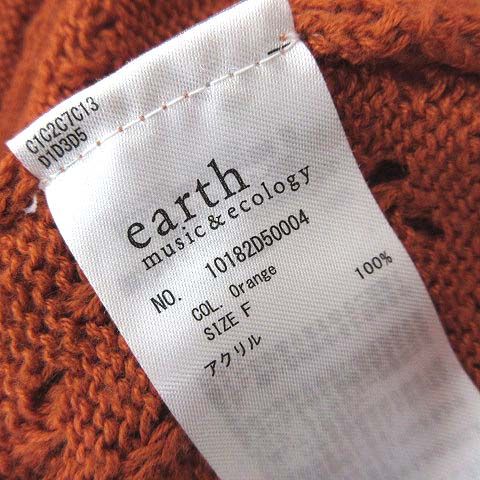 C1C2C7C13
D1D3D5
earth
music&ecology
NO. 10182D50004
COL. Orange
SIZE F
アクリル 100%